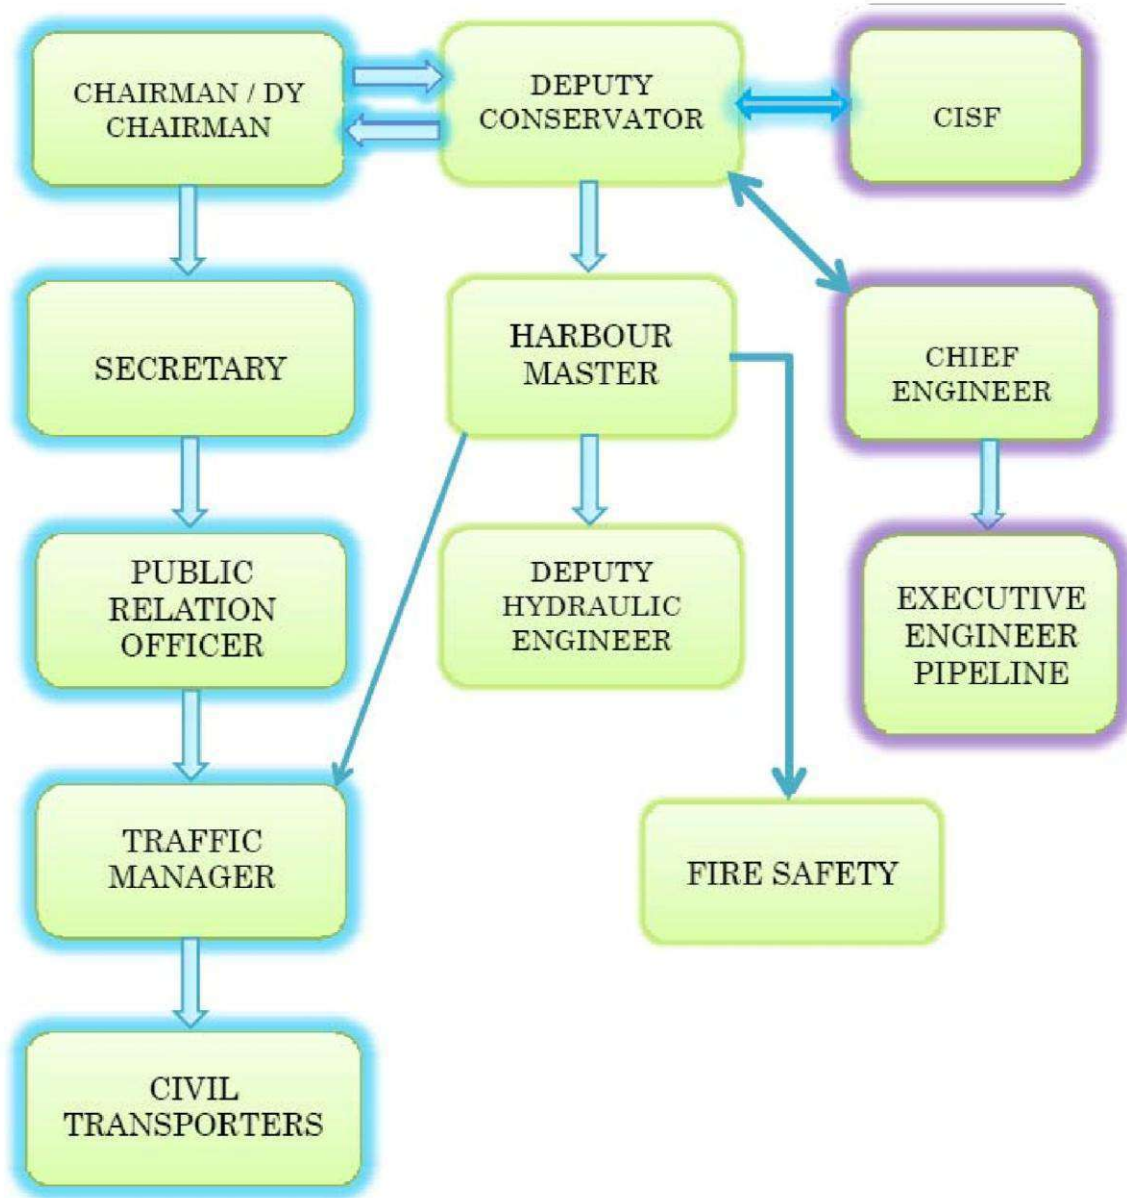 CHAIRMAN / DY
CHAIRMAN
DEPUTY
CONSERVATOR
CISF
SECRETARY
HARBOUR
MASTER
CHIEF
ENGINEER
PUBLIC
RELATION
OFFICER
DEPUTY
HYDRAULIC
ENGINEER
EXECUTIVE
ENGINEER
PIPELINE
TRAFFIC
MANAGER
FIRE SAFETY
CIVIL
TRANSPORTERS